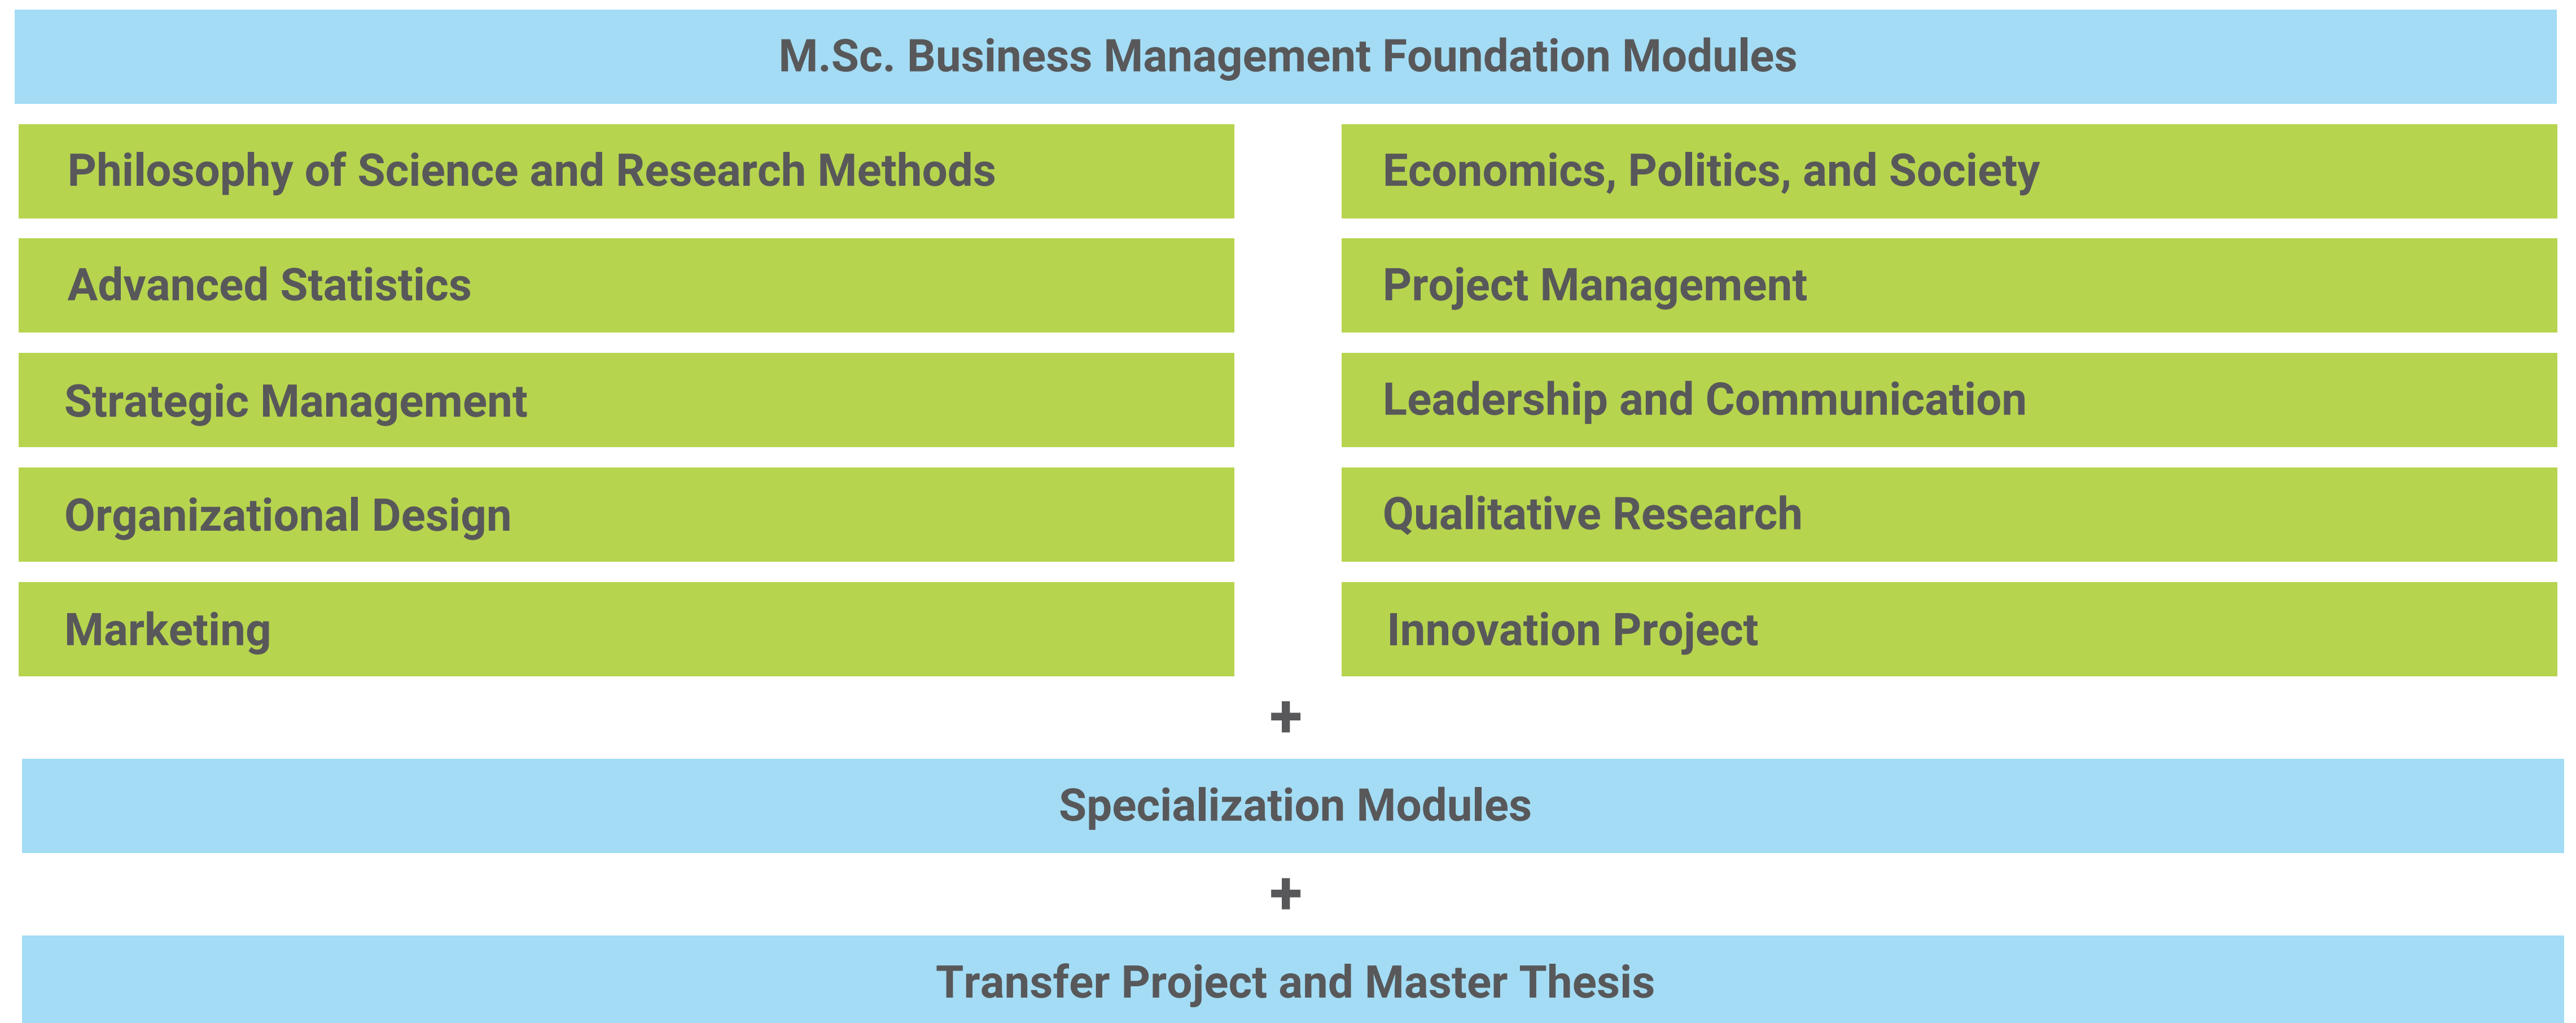 M.Sc. Business Management Foundation Modules
Philosophy of Science and Research Methods
Economics, Politics, and Society
Advanced Statistics
Project Management
Strategic Management
Leadership and Communication
Organizational Design
Qualitative Research
Marketing
Innovation Project
+
Specialization Modules
+
Transfer Project and Master Thesis